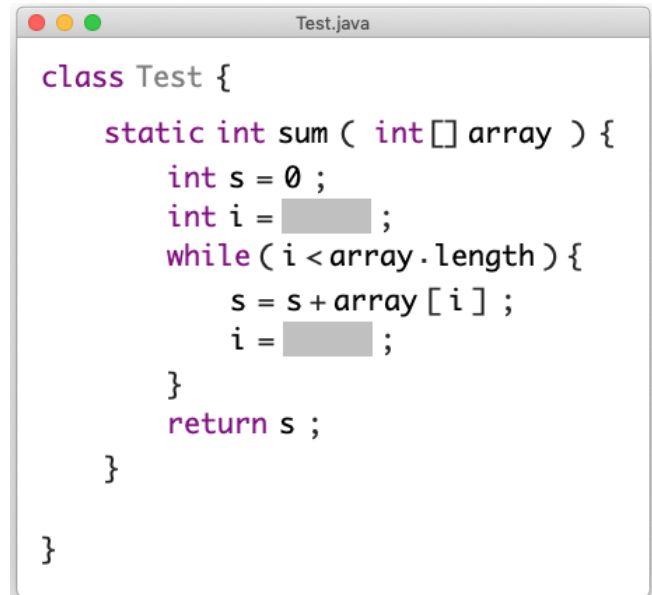 Test.java
class Test {
static int sum ( int[] array ) {
int s = 0 ;
int i = ;
while ( i < array . length ) {
s = s + array [ i ] ;
i = ;
}
return s ;
}
}